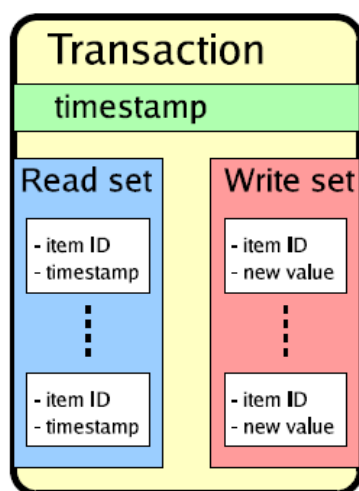 Transaction
timestamp
Read set
- item ID
- timestamp
- item ID
- timestamp
Write set
- item ID
- new value
- item ID
- new value